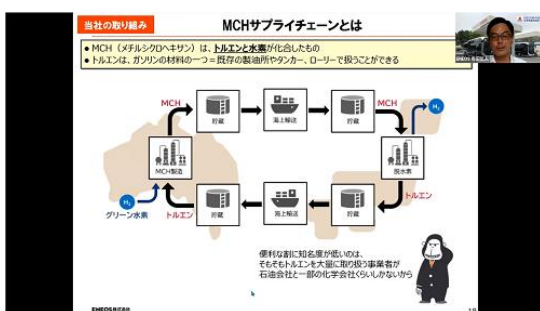 当社の取り組み
MCHサプライチェーンとは
● MCH（メチルシクロヘキサン）は、トルエンと水素が化合したもの
● トルエンは、ガソリンの材料の一つ＝既存の製油所やタンカー、ローリーで扱うことができる
MCH
貯蔵
海上輸送
貯蔵
MCH
H₂
MCH製造
脱水素
H₂
グリーン水素
トルエン
貯蔵
海上輸送
貯蔵
トルエン
便利な割に知名度が低いのは、
そもそもトルエンを大量に取り扱う事業者が
石油会社と一部の化学会社くらいしかないから
ENEOS株式会社